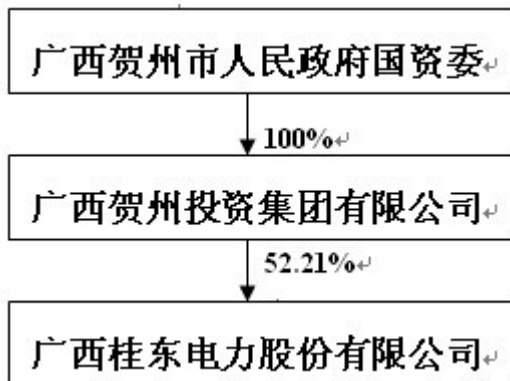 广西贺州市人民政府国资委
100%
广西贺州投资集团有限公司
52.21%
广西桂东电力股份有限公司